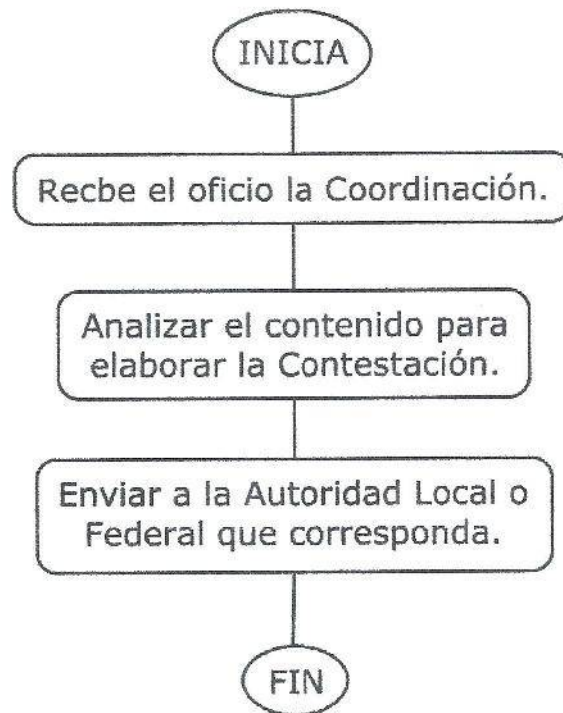 INICIA
Recbe el oficio la Coordinación.
Analizar el contenido para
elaborar la Contestación.
Enviar a la Autoridad Local o
Federal que corresponda.
FIN